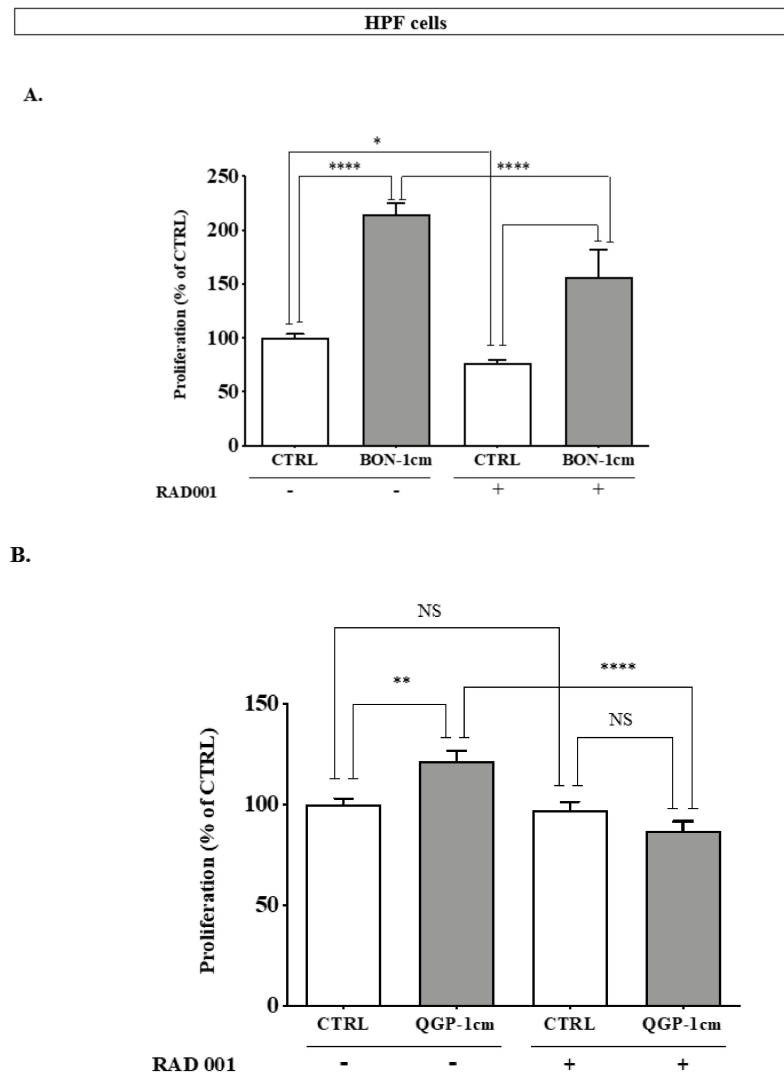 HPF cells
A.
*
**** ****
250
200
150
100
50
0
Proliferation (% of CTRL)
CTRL BON-1cm CTRL BON-1cm
RAD001 - - + +
B.
NS
** ****
NS
150
100
50
0
Proliferation (% of CTRL)
CTRL QGP-1cm CTRL QGP-1cm
RAD 001 - - + +